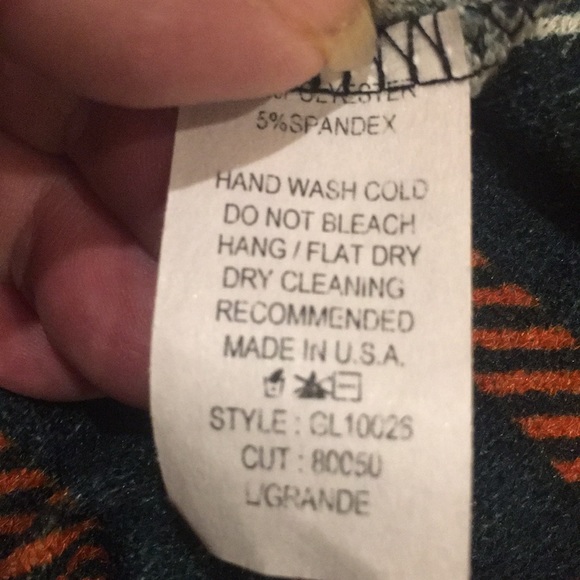 POLYESTER
5%SPANDEX
HAND WASH COLD
DO NOT BLEACH
HANG / FLAT DRY
DRY CLEANING
RECOMMENDED
MADE IN U.S.A.
STYLE : GL10026
CUT : 80050
L/GRANDE